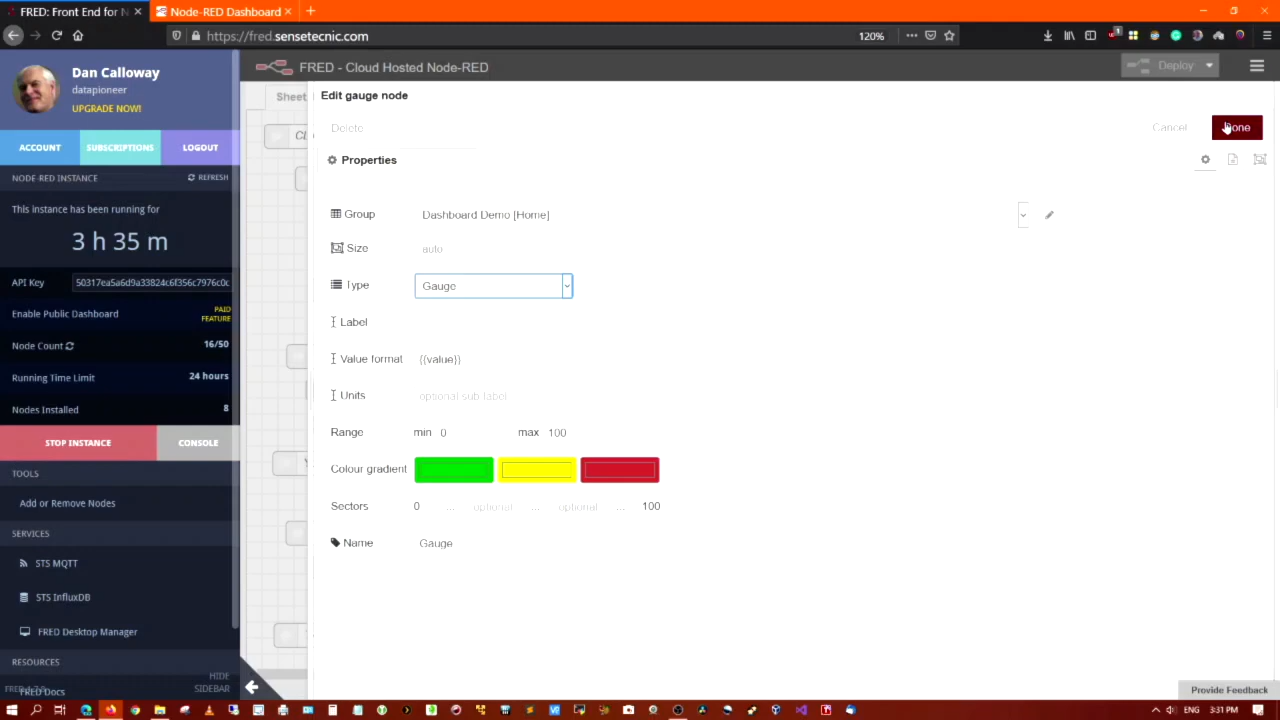 FRED: Front End for N
Node-RED Dashboard
https://fred.sensetecnic.com
120%
Dan Calloway
datapioneer
UPGRADE NOW!
ACCOUNT
SUBSCRIPTIONS
LOGOUT
NODE-RED INSTANCE
REFRESH
This instance has been running for
3 h 35 m
API Key
50317ea5a6d9a33824c6f356c7976c0c
Enable Public Dashboard
PAID FEATURE
Node Count
16/50
Running Time Limit
24 hours
Nodes Installed
8
STOP INSTANCE
CONSOLE
TOOLS
Add or Remove Nodes
SERVICES
STS MQTT
STS InfluxDB
FRED Desktop Manager
RESOURCES
FRED Docs
HIDE
SIDEBAR
FRED - Cloud Hosted Node-RED
Deploy
Sheet
Edit gauge node
Delete
Cancel
Done
Properties
Group
Dashboard Demo [Home]
Size
auto
Type
Gauge
Label
Value format
{{value}}
Units
optional sub label
Range
min 0
max 100
Colour gradient
Sectors
0 ... optional ... optional ... 100
Name
Gauge
Provide Feedback
ENG
3:31 PM